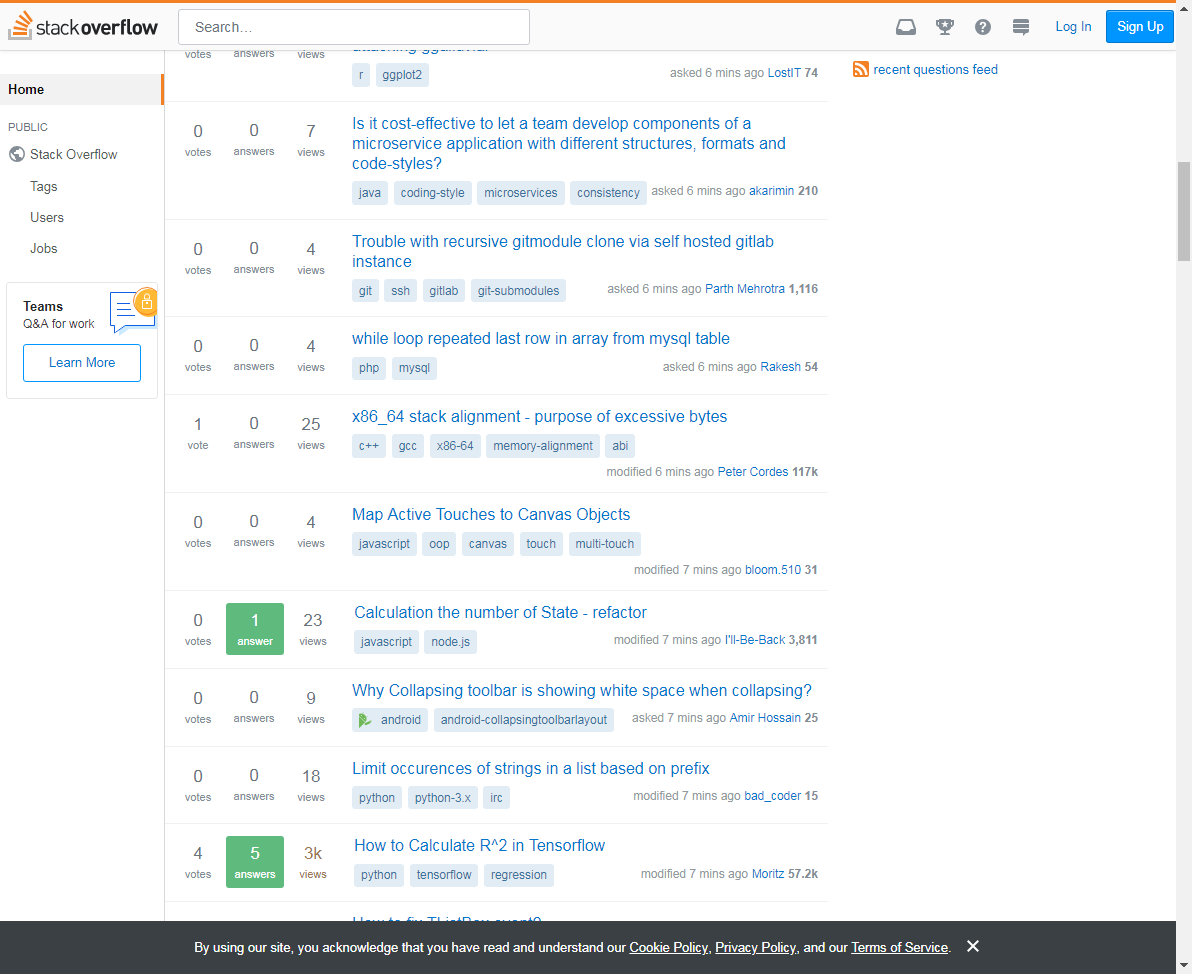 stackoverflow
Search…
Log In
Sign Up
Home
PUBLIC
Stack Overflow
Tags
Users
Jobs
Teams
Q&A for work
Learn More
votes answers views
r ggplot2
asked 6 mins ago LostIT 74
0 votes 0 answers 7 views
Is it cost-effective to let a team develop components of a
microservice application with different structures, formats and
code-styles?
java coding-style microservices consistency
asked 6 mins ago akarimin 210
0 votes 0 answers 4 views
Trouble with recursive gitmodule clone via self hosted gitlab
instance
git ssh gitlab git-submodules
asked 6 mins ago Parth Mehrotra 1,116
0 votes 0 answers 4 views
while loop repeated last row in array from mysql table
php mysql
asked 6 mins ago Rakesh 54
1 vote 0 answers 25 views
x86_64 stack alignment - purpose of excessive bytes
c++ gcc x86-64 memory-alignment abi
modified 6 mins ago Peter Cordes 117k
0 votes 0 answers 4 views
Map Active Touches to Canvas Objects
javascript oop canvas touch multi-touch
modified 7 mins ago bloom.510 31
0 votes 1 answer 23 views
Calculation the number of State - refactor
javascript node.js
modified 7 mins ago I'll-Be-Back 3,811
0 votes 0 answers 9 views
Why Collapsing toolbar is showing white space when collapsing?
android android-collapsingtoolbarlayout
asked 7 mins ago Amir Hossain 25
0 votes 0 answers 18 views
Limit occurences of strings in a list based on prefix
python python-3.x irc
modified 7 mins ago bad_coder 15
4 votes 5 answers 3k views
How to Calculate R^2 in Tensorflow
python tensorflow regression
modified 7 mins ago Moritz 57.2k
How to fix TListBox event?
recent questions feed
By using our site, you acknowledge that you have read and understand our Cookie Policy, Privacy Policy, and our Terms of Service.